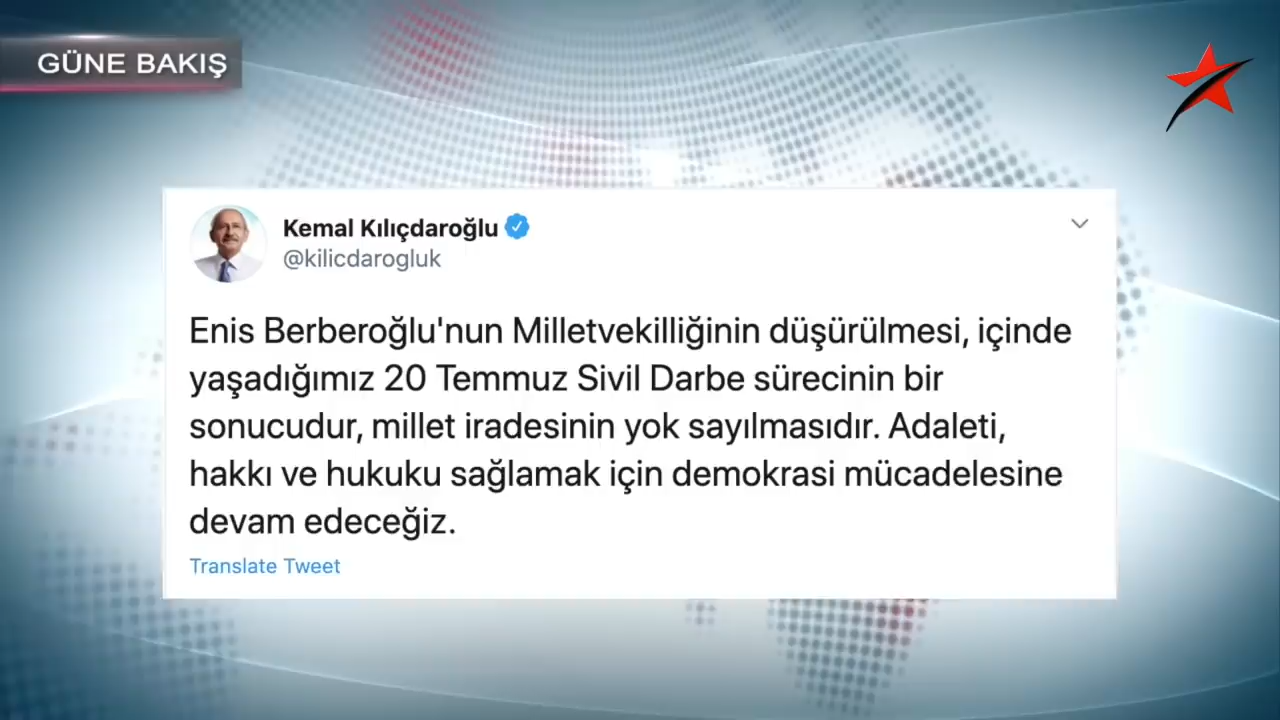 GÜNE BAKIŞ
Kemal Kılıçdaroğlu
@kilicdarogluk
Enis Berberoğlu'nun Milletvekilliğinin düşürülmesi, içinde
yaşadığımız 20 Temmuz Sivil Darbe sürecinin bir
sonucudur, millet iradesinin yok sayılmasıdır. Adaleti,
hakkı ve hukuku sağlamak için demokrasi mücadelesine
devam edeceğiz.
Translate Tweet